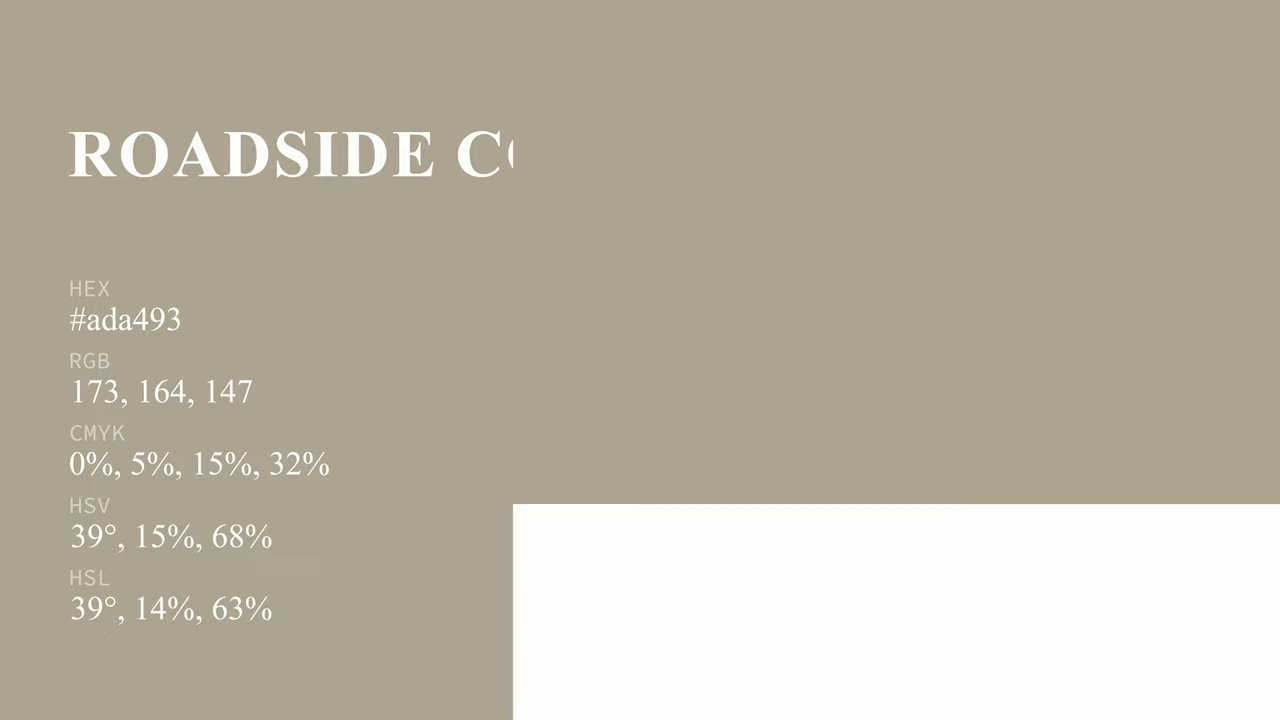 ROADSIDE C
HEX
#ada493
RGB
173, 164, 147
CMYK
0%, 5%, 15%, 32%
HSV
39°, 15%, 68%
HSL
39°, 14%, 63%